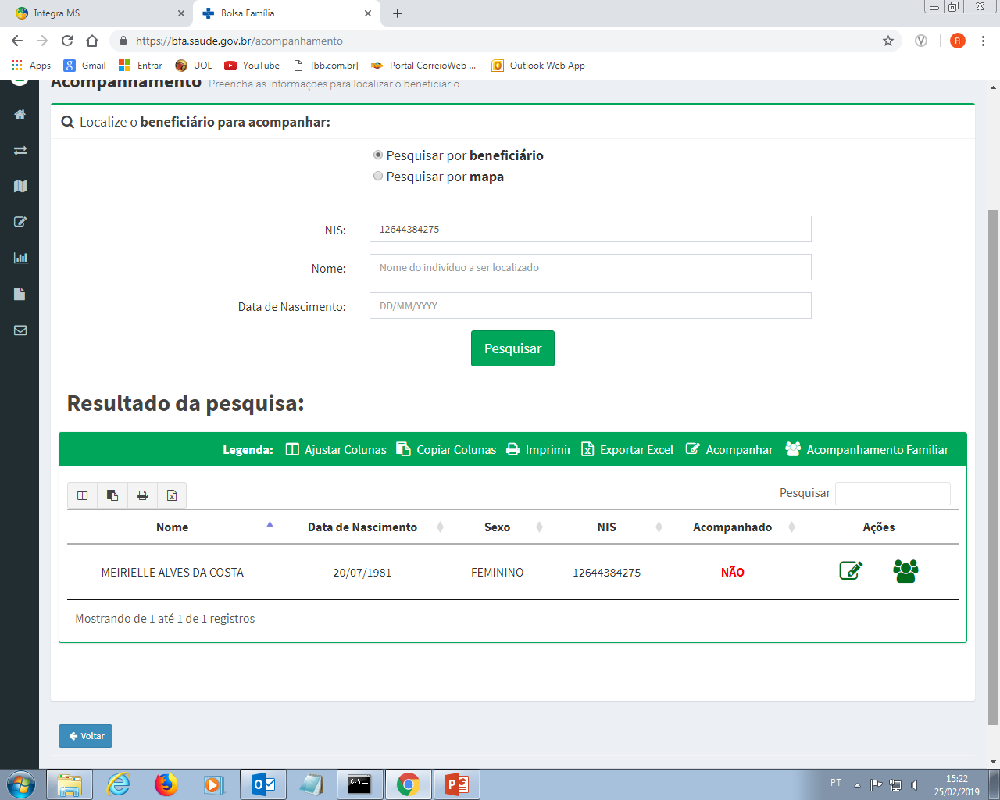 Integra MS
Bolsa Família
https://bfa.saude.gov.br/acompanhamento
R
Apps
Gmail
Entrar
UOL
YouTube
[bb.com.br]
Portal CorreioWeb ...
Outlook Web App
Acompanhamento Preencha as informações para localizar o beneficiário
Localize o beneficiário para acompanhar:
Pesquisar por beneficiário
Pesquisar por mapa
NIS:
12644384275
Nome:
Nome do indivíduo a ser localizado
Data de Nascimento:
DD/MM/YYYY
Pesquisar
Resultado da pesquisa:
Legenda: Ajustar Colunas Copiar Colunas Imprimir Exportar Excel Acompanhar Acompanhamento Familiar
Pesquisar
Nome Data de Nascimento Sexo NIS Acompanhado Ações
MEIRIELLE ALVES DA COSTA 20/07/1981 FEMININO 12644384275 NÃO
Mostrando de 1 até 1 de 1 registros
Voltar
PT
15:22
25/02/2019